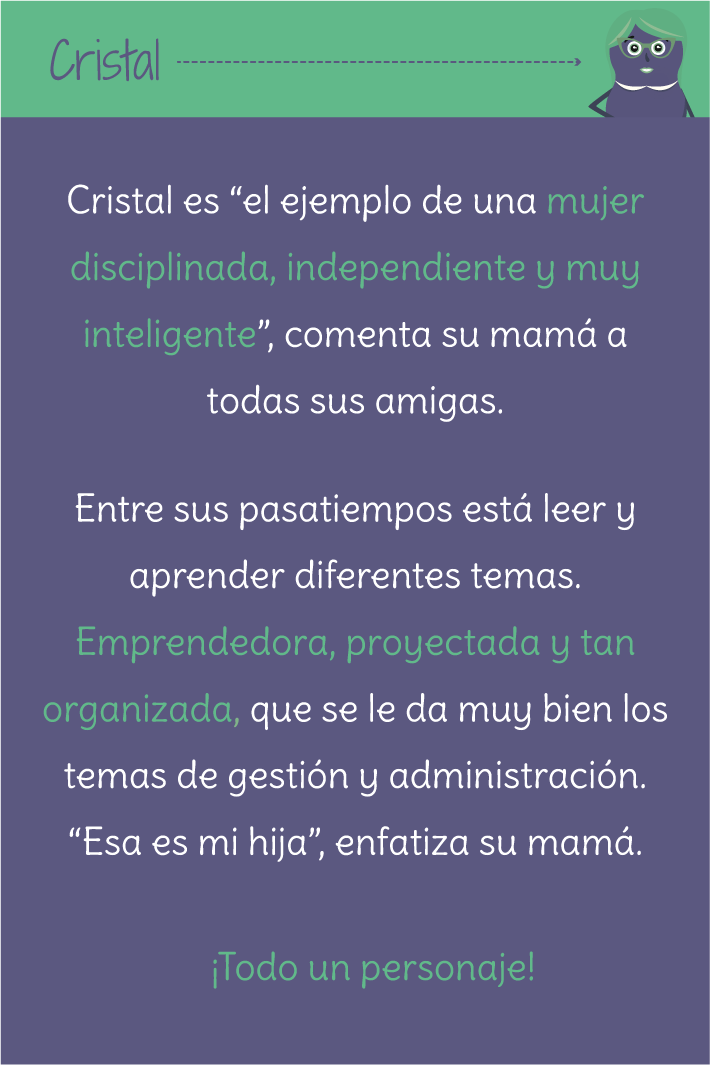 Cristal
Cristal es “el ejemplo de una mujer
disciplinada, independiente y muy
inteligente”, comenta su mamá a
todas sus amigas.
Entre sus pasatiempos está leer y
aprender diferentes temas.
Emprendedora, proyectada y tan
organizada, que se le da muy bien los
temas de gestión y administración.
“Esa es mi hija”, enfatiza su mamá.
¡Todo un personaje!